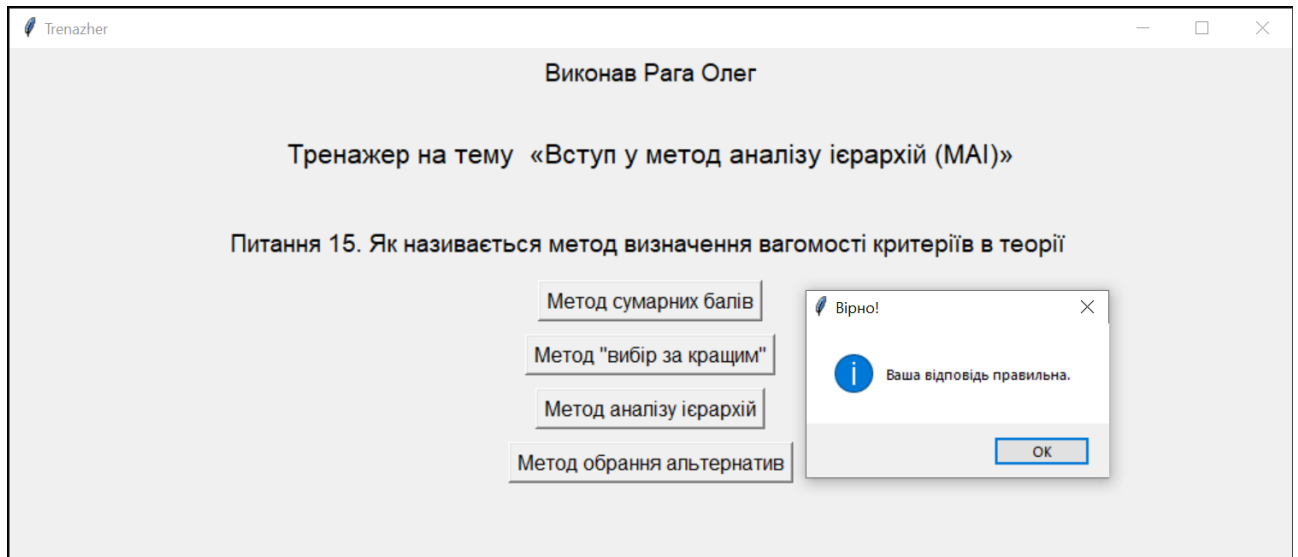 Trenazher
Виконав Рага Олег
Тренажер на тему «Вступ у метод аналізу ієрархій (МАІ)»
Питання 15. Як називається метод визначення вагомості критеріїв в теорії
Метод сумарних балів
Метод "вибір за кращим"
Метод аналізу ієрархій
Метод обрання альтернатив
Вірно!
Ваша відповідь правильна.
ОК